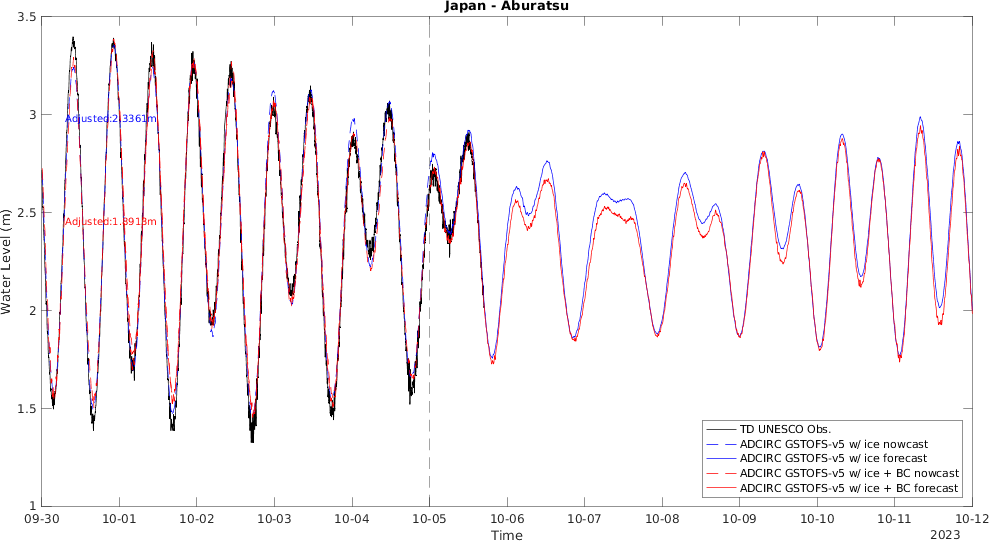 Japan - Aburatsu
3.5
3
2.5
2
1.5
1
Water Level (m)
Adjusted:2.3361m
Adjusted:1.8913m
TD UNESCO Obs.
ADCIRC GSTOFS-v5 w/ ice nowcast
ADCIRC GSTOFS-v5 w/ ice forecast
ADCIRC GSTOFS-v5 w/ ice + BC nowcast
ADCIRC GSTOFS-v5 w/ ice + BC forecast
09-30 10-01 10-02 10-03 10-04 10-05 10-06 10-07 10-08 10-09 10-10 10-11 10-12
Time
2023